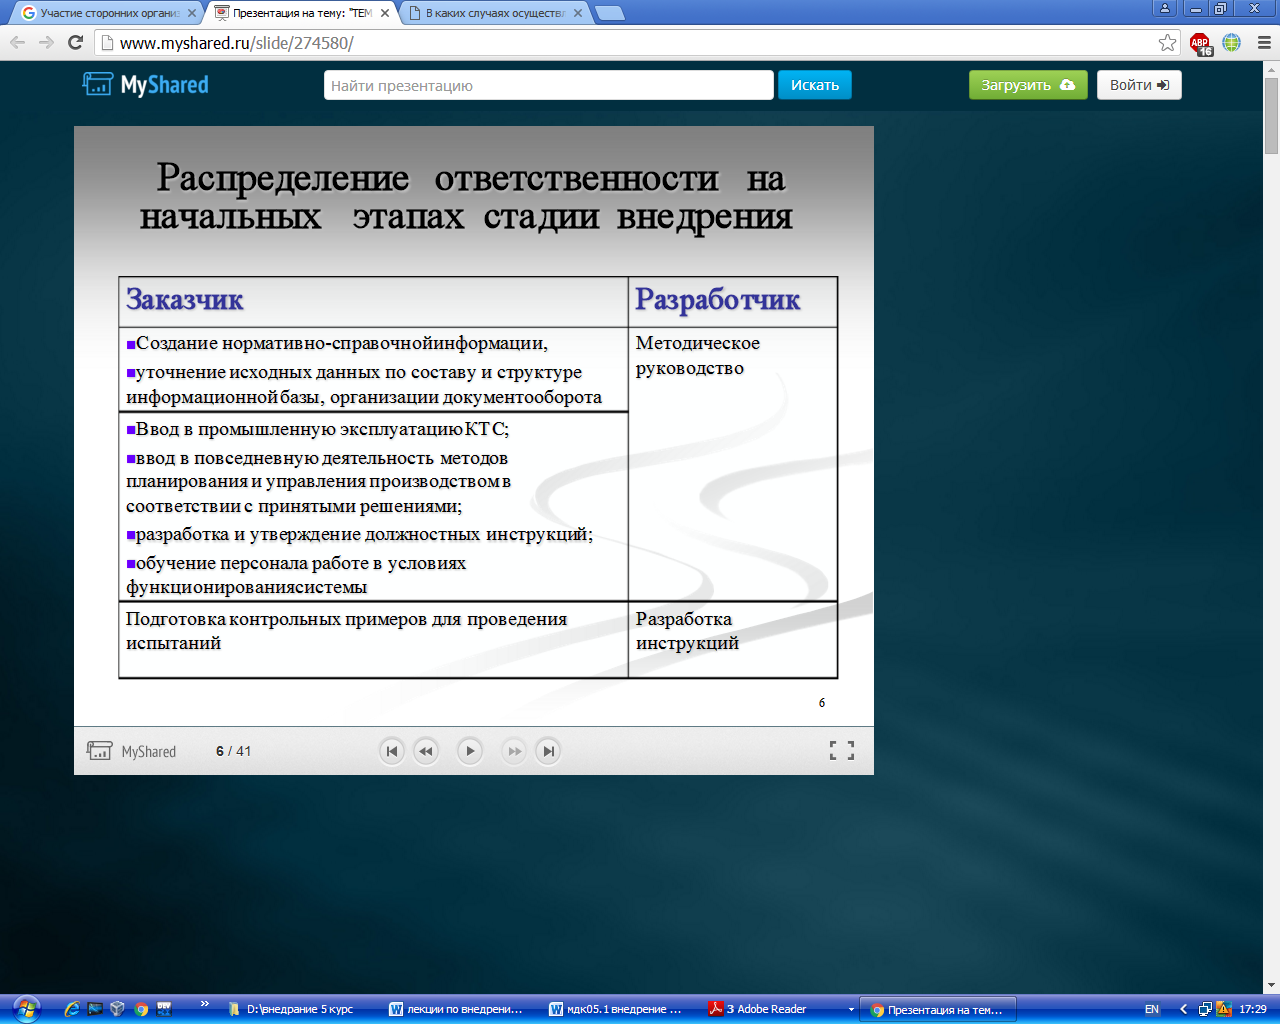 Участие сторонних организ
Презентация на тему: "ТЕМ
В каких случаях осуществл
www.myshared.ru/slide/274580/
ABP
16
MyShared
Найти презентацию
Искать
Загрузить
Войти
Распределение ответственности на
начальных этапах стадии внедрения
Заказчик
Разработчик
Создание нормативно-справочнойинформации,
уточнение исходных данных по составу и структуре
информационной базы, организации документооборота
Методическое
руководство
Ввод в промышленную эксплуатацию КТС;
ввод в повседневную деятельность методов
планирования и управления производством в
соответствии с принятыми решениями;
разработка и утверждение должностных инструкций;
обучение персонала работе в условиях
функционированиясистемы
Подготовка контрольных примеров для проведения
испытаний
Разработка
инструкций
6
MyShared
6 / 41
D:\внедрание 5 курс
лекции по внедрени...
мдк05.1 внедрение ...
3 Adobe Reader
Презентация на тем...
EN
17:29